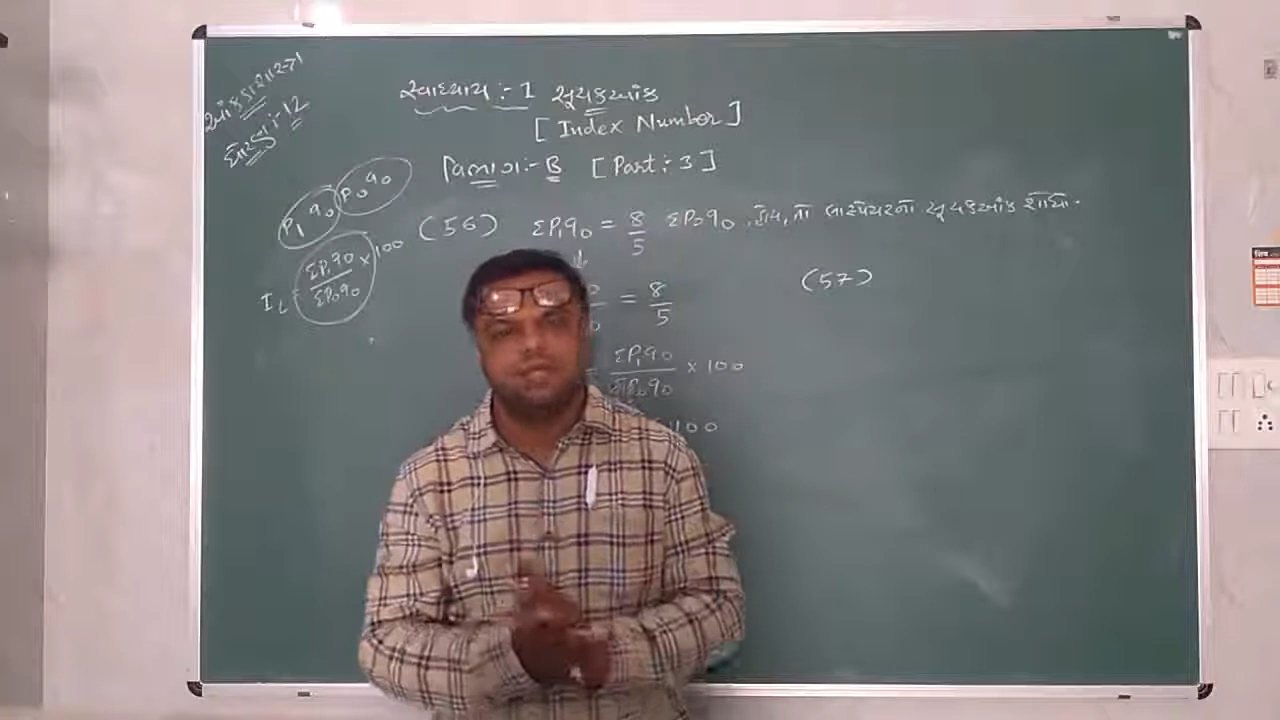 આંકડાશાસ્ત્ર
ધોરણ :- 12
સ્વાધ્યાય :- 1 સૂચકઆંક
[Index Number]
વિભાગ :- B [Part : 3]
P₁q₀ P₀q₀
(56) ΣP₁q₀ = 8/5 ΣP₀q₀ હોય, તો લાસ્પેયરનો સૂચકઆંક શોધો.
I_L = ΣP₁q₀/ΣP₀q₀ × 100
= 8/5
(57)
= ΣP₁q₀/ΣP₀q₀ × 100
100